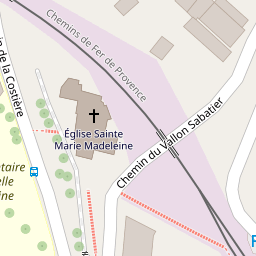 Chemins de Fer de Provence
de la Costière
Église Sainte
Marie Madeleine
Chemin du Vallon Sabatier